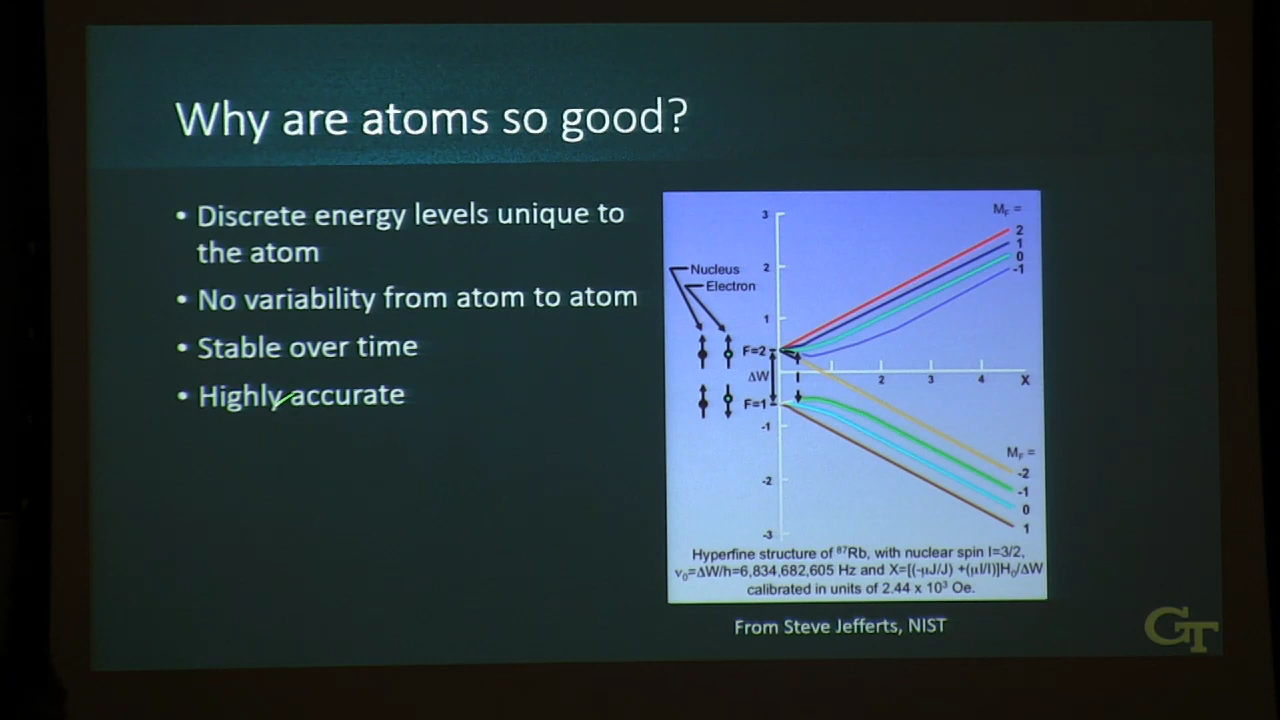 Why are atoms so good?
• Discrete energy levels unique to
the atom
• No variability from atom to atom
• Stable over time
• Highly accurate
3
M_F =
2
1
0
-1
Nucleus
2
Electron
1
F=2
ΔW
2 3 4 X
F=1
-1
M_F =
-2
-2
-1
0
1
-3
Hyperfine structure of ⁸⁷Rb, with nuclear spin I=3/2,
ν₀=ΔW/h=6,834,682,605 Hz and X=[(-μJ/J) +(μI/I)]H₀/ΔW
calibrated in units of 2.44 x 10³ Oe.
From Steve Jefferts, NIST
GT